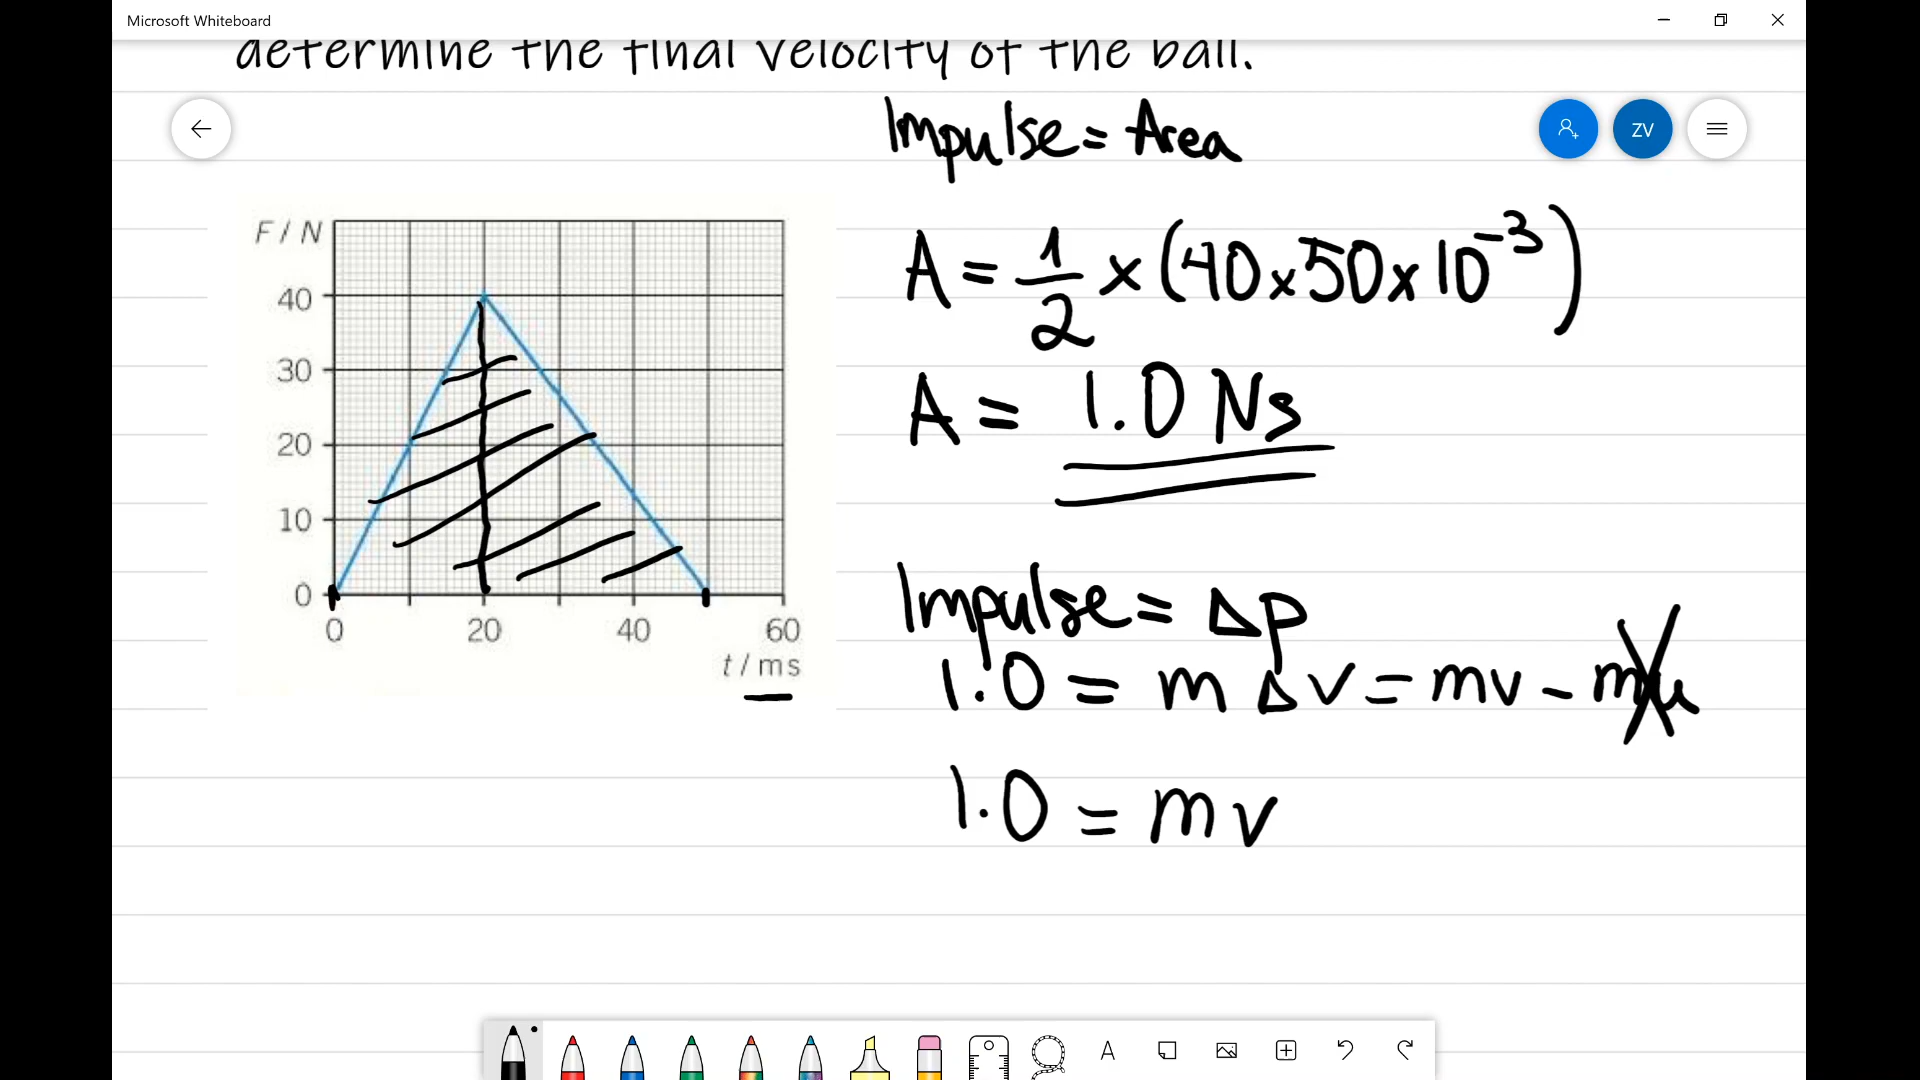 Microsoft Whiteboard
determine the final velocity of the ball.
Impulse = Area
ZV
F / N
40
30
20
10
0
0 20 40 60
t / ms
A = 1/2 × (40 × 50 × 10⁻³)
A = 1.0 Ns
Impulse = Δp
1.0 = m Δv = mv - mu
1.0 = mv
A